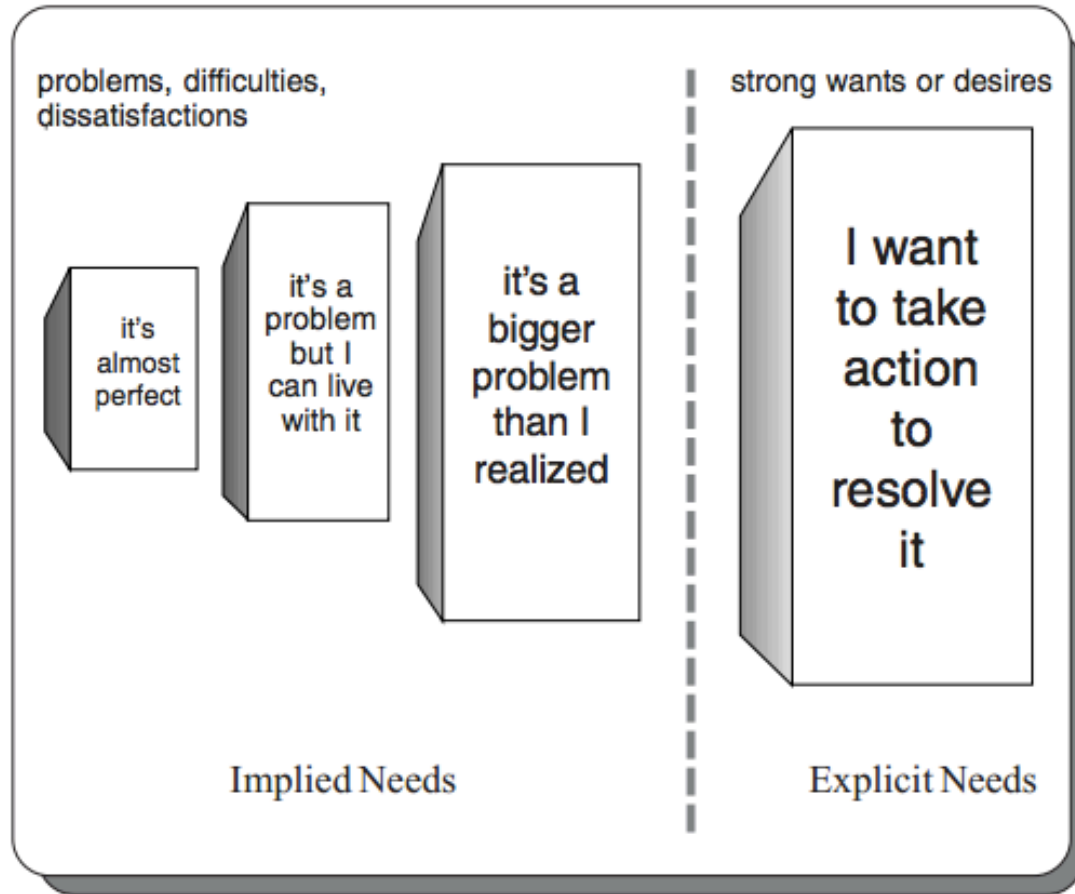 problems, difficulties,
dissatisfactions
strong wants or desires
it's
almost
perfect
it's a
problem
but I
can live
with it
it's a
bigger
problem
than I
realized
I want
to take
action
to
resolve
it
Implied Needs
Explicit Needs